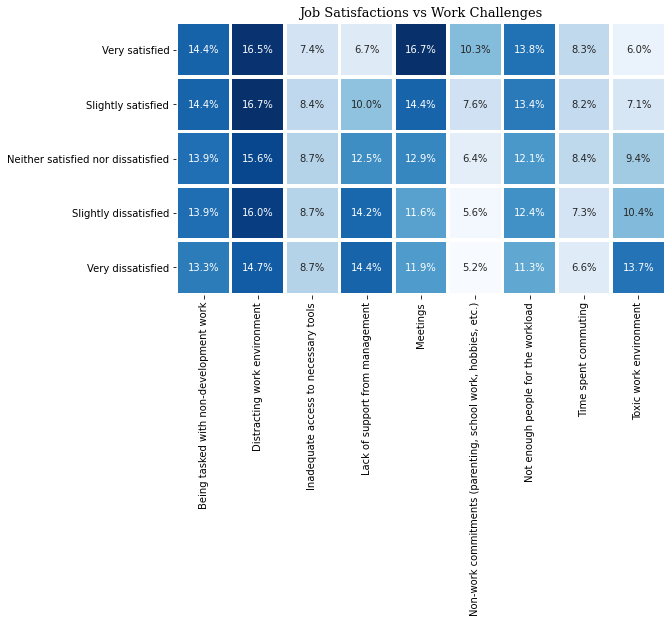 Job Satisfactions vs Work Challenges
Very satisfied 14.4% 16.5% 7.4% 6.7% 16.7% 10.3% 13.8% 8.3% 6.0%
Slightly satisfied 14.4% 16.7% 8.4% 10.0% 14.4% 7.6% 13.4% 8.2% 7.1%
Neither satisfied nor dissatisfied 13.9% 15.6% 8.7% 12.5% 12.9% 6.4% 12.1% 8.4% 9.4%
Slightly dissatisfied 13.9% 16.0% 8.7% 14.2% 11.6% 5.6% 12.4% 7.3% 10.4%
Very dissatisfied 13.3% 14.7% 8.7% 14.4% 11.9% 5.2% 11.3% 6.6% 13.7%
Being tasked with non-development work
Distracting work environment
Inadequate access to necessary tools
Lack of support from management
Meetings
Non-work commitments (parenting, school work, hobbies, etc.)
Not enough people for the workload
Time spent commuting
Toxic work environment